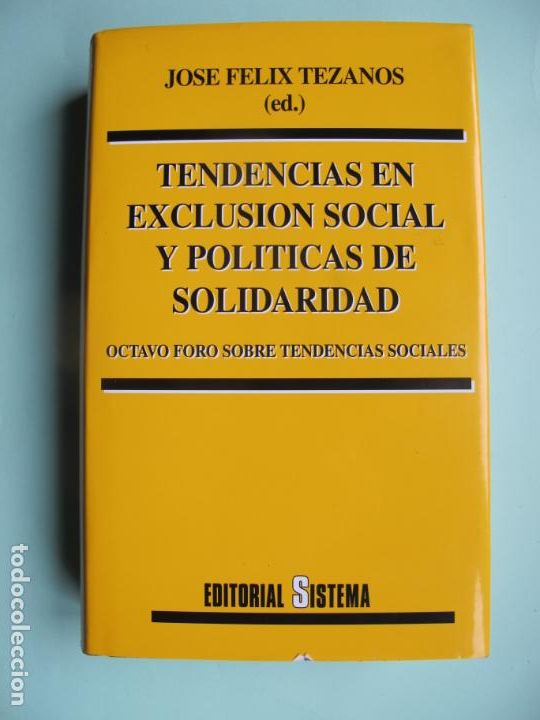 JOSE FELIX TEZANOS
(ed.)
TENDENCIAS EN
EXCLUSION SOCIAL
Y POLITICAS DE
SOLIDARIDAD
OCTAVO FORO SOBRE TENDENCIAS SOCIALES
EDITORIAL SISTEMA
todocoleccion